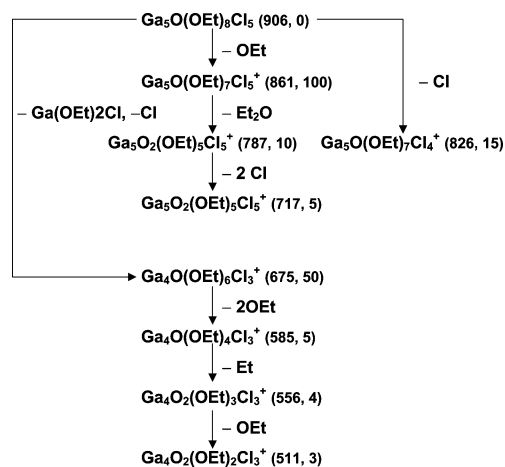 Ga₅O(OEt)₈Cl₅ (906, 0)
– OEt
Ga₅O(OEt)₇Cl₅⁺ (861, 100)
– Cl
– Ga(OEt)2Cl, –Cl
– Et₂O
Ga₅O₂(OEt)₅Cl₅⁺ (787, 10)
Ga₅O(OEt)₇Cl₄⁺ (826, 15)
– 2 Cl
Ga₅O₂(OEt)₅Cl₅⁺ (717, 5)
Ga₄O(OEt)₆Cl₃⁺ (675, 50)
– 2OEt
Ga₄O(OEt)₄Cl₃⁺ (585, 5)
– Et
Ga₄O₂(OEt)₃Cl₃⁺ (556, 4)
– OEt
Ga₄O₂(OEt)₂Cl₃⁺ (511, 3)